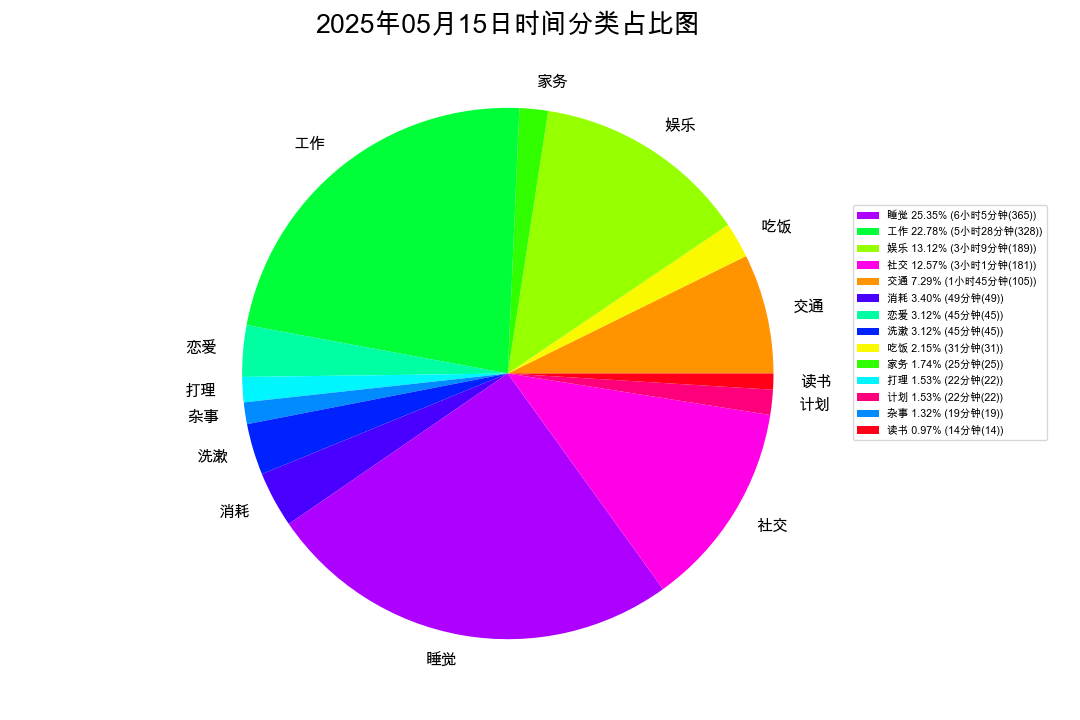 2025年05月15日时间分类占比图
家务
工作
娱乐
吃饭
交通
恋爱
读书
打理
计划
杂事
洗漱
消耗
社交
睡觉
睡觉 25.35% (6小时5分钟(365))
工作 22.78% (5小时28分钟(328))
娱乐 13.12% (3小时9分钟(189))
社交 12.57% (3小时1分钟(181))
交通 7.29% (1小时45分钟(105))
消耗 3.40% (49分钟(49))
恋爱 3.12% (45分钟(45))
洗漱 3.12% (45分钟(45))
吃饭 2.15% (31分钟(31))
家务 1.74% (25分钟(25))
打理 1.53% (22分钟(22))
计划 1.53% (22分钟(22))
杂事 1.32% (19分钟(19))
读书 0.97% (14分钟(14))